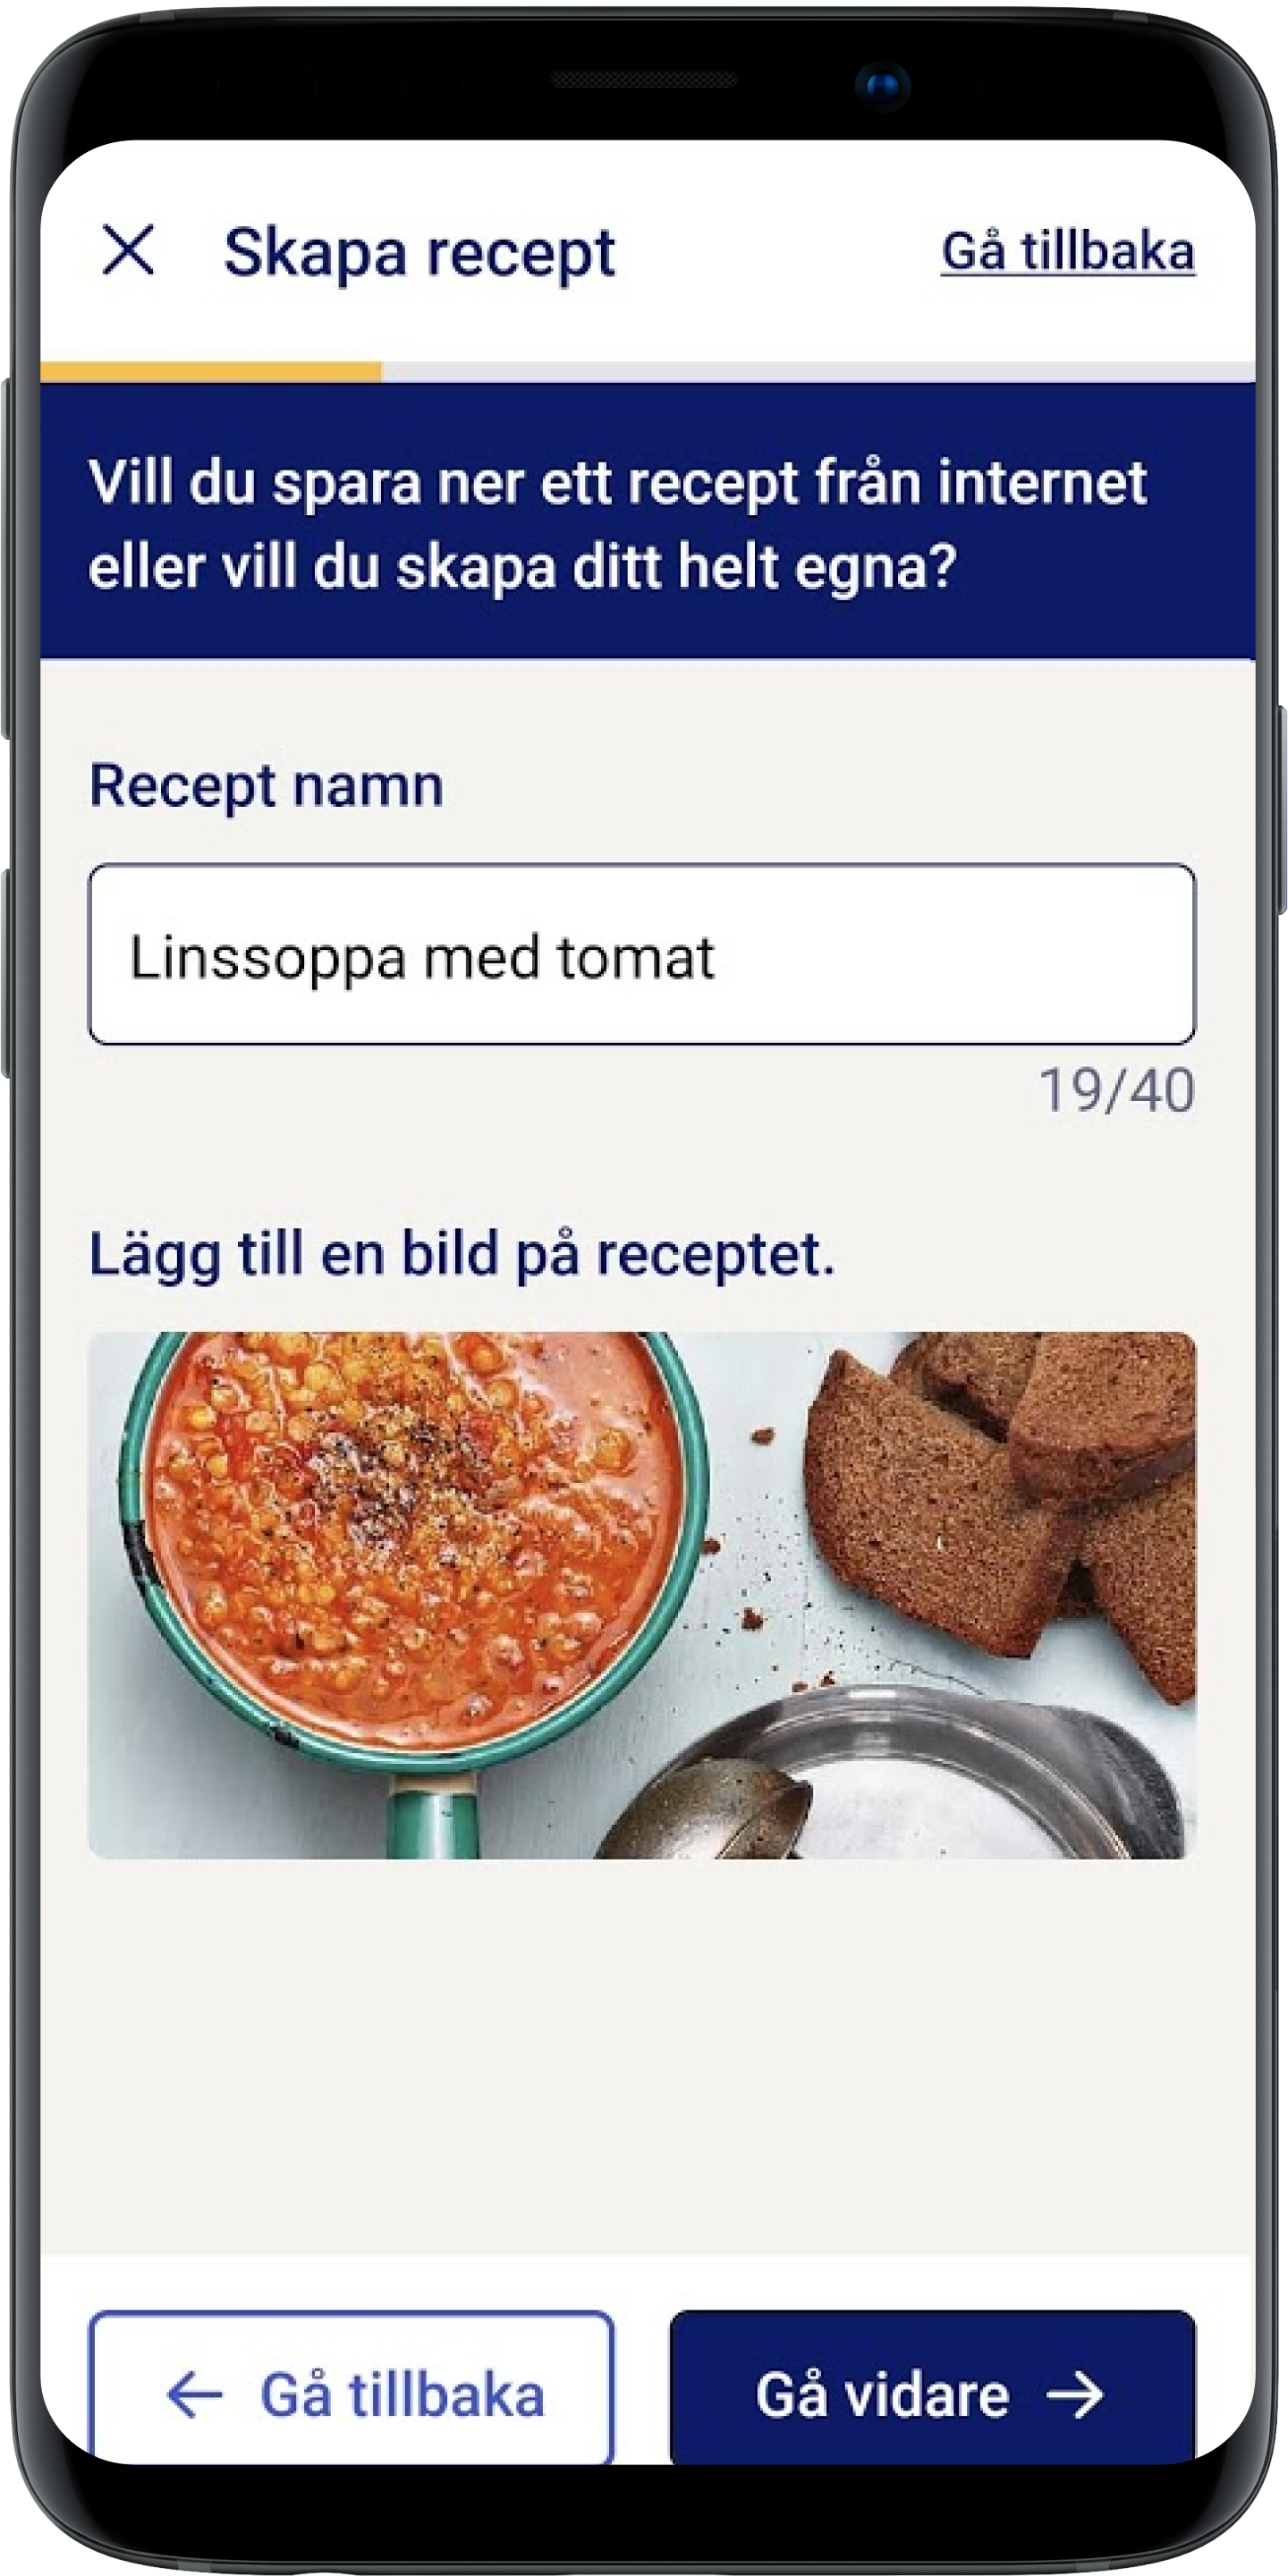 Skapa recept
Gå tillbaka
Vill du spara ner ett recept från internet
eller vill du skapa ditt helt egna?
Recept namn
Linssoppa med tomat
19/40
Lägg till en bild på receptet.
← Gå tillbaka
Gå vidare →